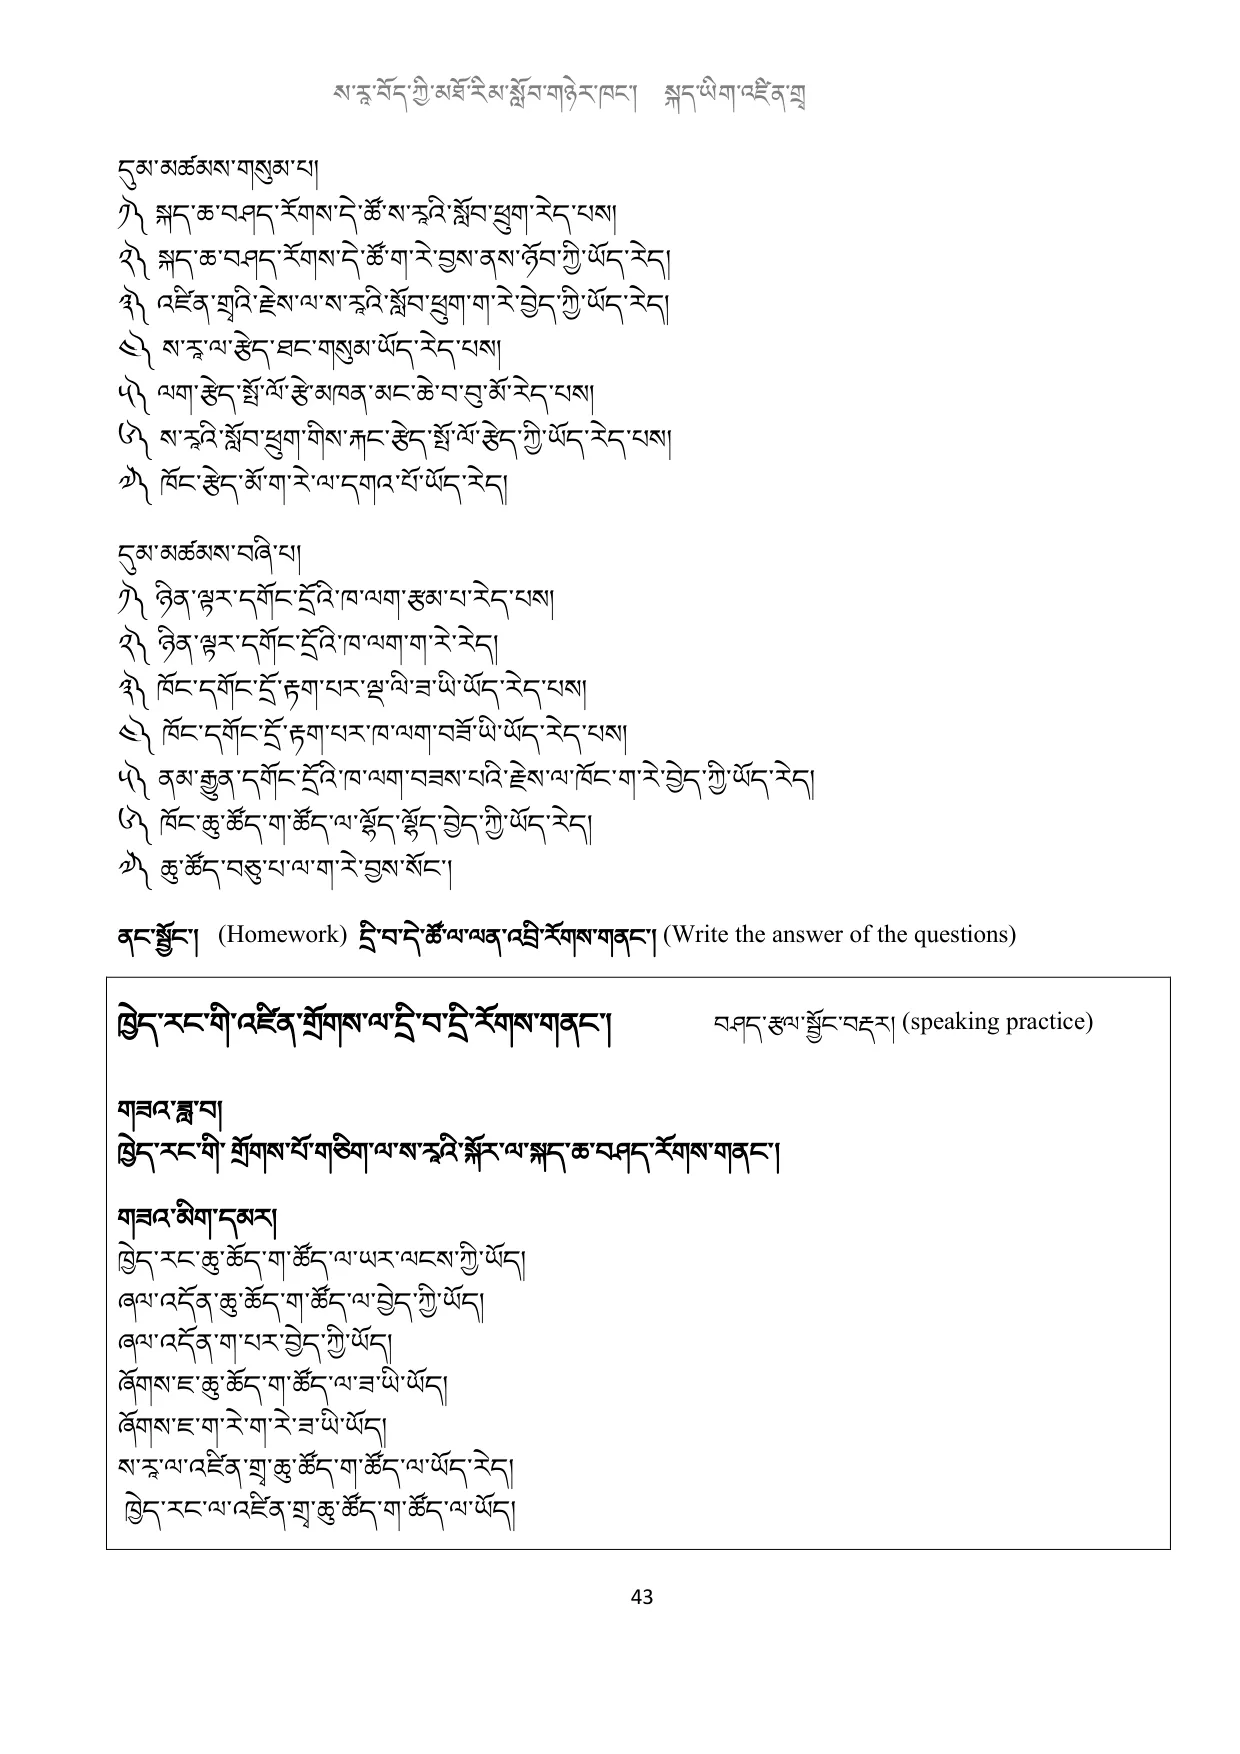 ས་རཱ་བོད་ཀྱི་མཐོ་རིམ་སློབ་གཉེར་ཁང་། སྐད་ཡིག་འཛིན་གྲྭ
དུམ་མཚམས་གསུམ་པ།
༡༽ སྐད་ཆ་བཤད་རོགས་དེ་ཚོ་ས་རཱའི་སློབ་ཕྲུག་རེད་པས།
༢༽ སྐད་ཆ་བཤད་རོགས་དེ་ཚོ་ག་རེ་བྱས་ནས་ཉོབ་ཀྱི་ཡོད་རེད།
༣༽ འཛིན་གྲྭའི་རྗེས་ལ་ས་རཱའི་སློབ་ཕྲུག་ག་རེ་བྱེད་ཀྱི་ཡོད་རེད།
༤༽ ས་རཱ་ལ་རྩེད་ཐང་གསུམ་ཡོད་རེད་པས།
༥༽ ལག་རྩེད་སྤོ་ལོ་རྩེ་མཁན་མང་ཆེ་བ་བུ་མོ་རེད་པས།
༦༽ ས་རཱའི་སློབ་ཕྲུག་གིས་རྐང་རྩེད་སྤོ་ལོ་རྩེད་ཀྱི་ཡོད་རེད་པས།
༧༽ ཁོང་རྩེད་མོ་ག་རེ་ལ་དགའ་པོ་ཡོད་རེད།
དུམ་མཚམས་བཞི་པ།
༡༽ ཉིན་ལྟར་དགོང་དྲོའི་ཁ་ལག་རྩམ་པ་རེད་པས།
༢༽ ཉིན་ལྟར་དགོང་དྲོའི་ཁ་ལག་ག་རེ་རེད།
༣༽ ཁོང་དགོང་དྲོ་རྟག་པར་ལྡ་ལི་ཟ་ཡི་ཡོད་རེད་པས།
༤༽ ཁོང་དགོང་དྲོ་རྟག་པར་ཁ་ལག་བཟོ་ཡི་ཡོད་རེད་པས།
༥༽ ནམ་རྒྱུན་དགོང་དྲོའི་ཁ་ལག་བཟས་པའི་རྗེས་ལ་ཁོང་ག་རེ་བྱེད་ཀྱི་ཡོད་རེད།
༦༽ ཁོང་ཆུ་ཚོད་ག་ཚོད་ལ་ལྷོད་ལྷོད་བྱེད་ཀྱི་ཡོད་རེད།
༧༽ ཆུ་ཚོད་བཅུ་པ་ལ་ག་རེ་བྱས་སོང་།
ནང་སྦྱོང་། (Homework) དྲི་བ་དེ་ཚོ་ལ་ལན་འབྲི་རོགས་གནང་། (Write the answer of the questions)
ཁྱེད་རང་གི་འཛིན་གྲོགས་ལ་དྲི་བ་དྲི་རོགས་གནང་། བཤད་རྩལ་སྦྱོང་བརྡར། (speaking practice)
གཟའ་ཟླ་བ།
ཁྱེད་རང་གི་ གྲོགས་པོ་གཅིག་ལ་ས་རཱའི་སྐོར་ལ་སྐད་ཆ་བཤད་རོགས་གནང་།
གཟའ་མིག་དམར།
ཁྱེད་རང་ཆུ་ཚོད་ག་ཚོད་ལ་ཡར་ལངས་ཀྱི་ཡོད།
ཞལ་འདོན་ཆུ་ཚོད་ག་ཚོད་ལ་བྱེད་ཀྱི་ཡོད།
ཞལ་འདོན་ག་པར་བྱེད་ཀྱི་ཡོད།
ཞོགས་ཇ་ཆུ་ཚོད་ག་ཚོད་ལ་ཟ་ཡི་ཡོད།
ཞོགས་ཇ་ག་རེ་ག་རེ་ཟ་ཡི་ཡོད།
ས་རཱ་ལ་འཛིན་གྲྭ་ཆུ་ཚོད་ག་ཚོད་ལ་ཡོད་རེད།
ཁྱེད་རང་ལ་འཛིན་གྲྭ་ཆུ་ཚོད་ག་ཚོད་ལ་ཡོད།
43